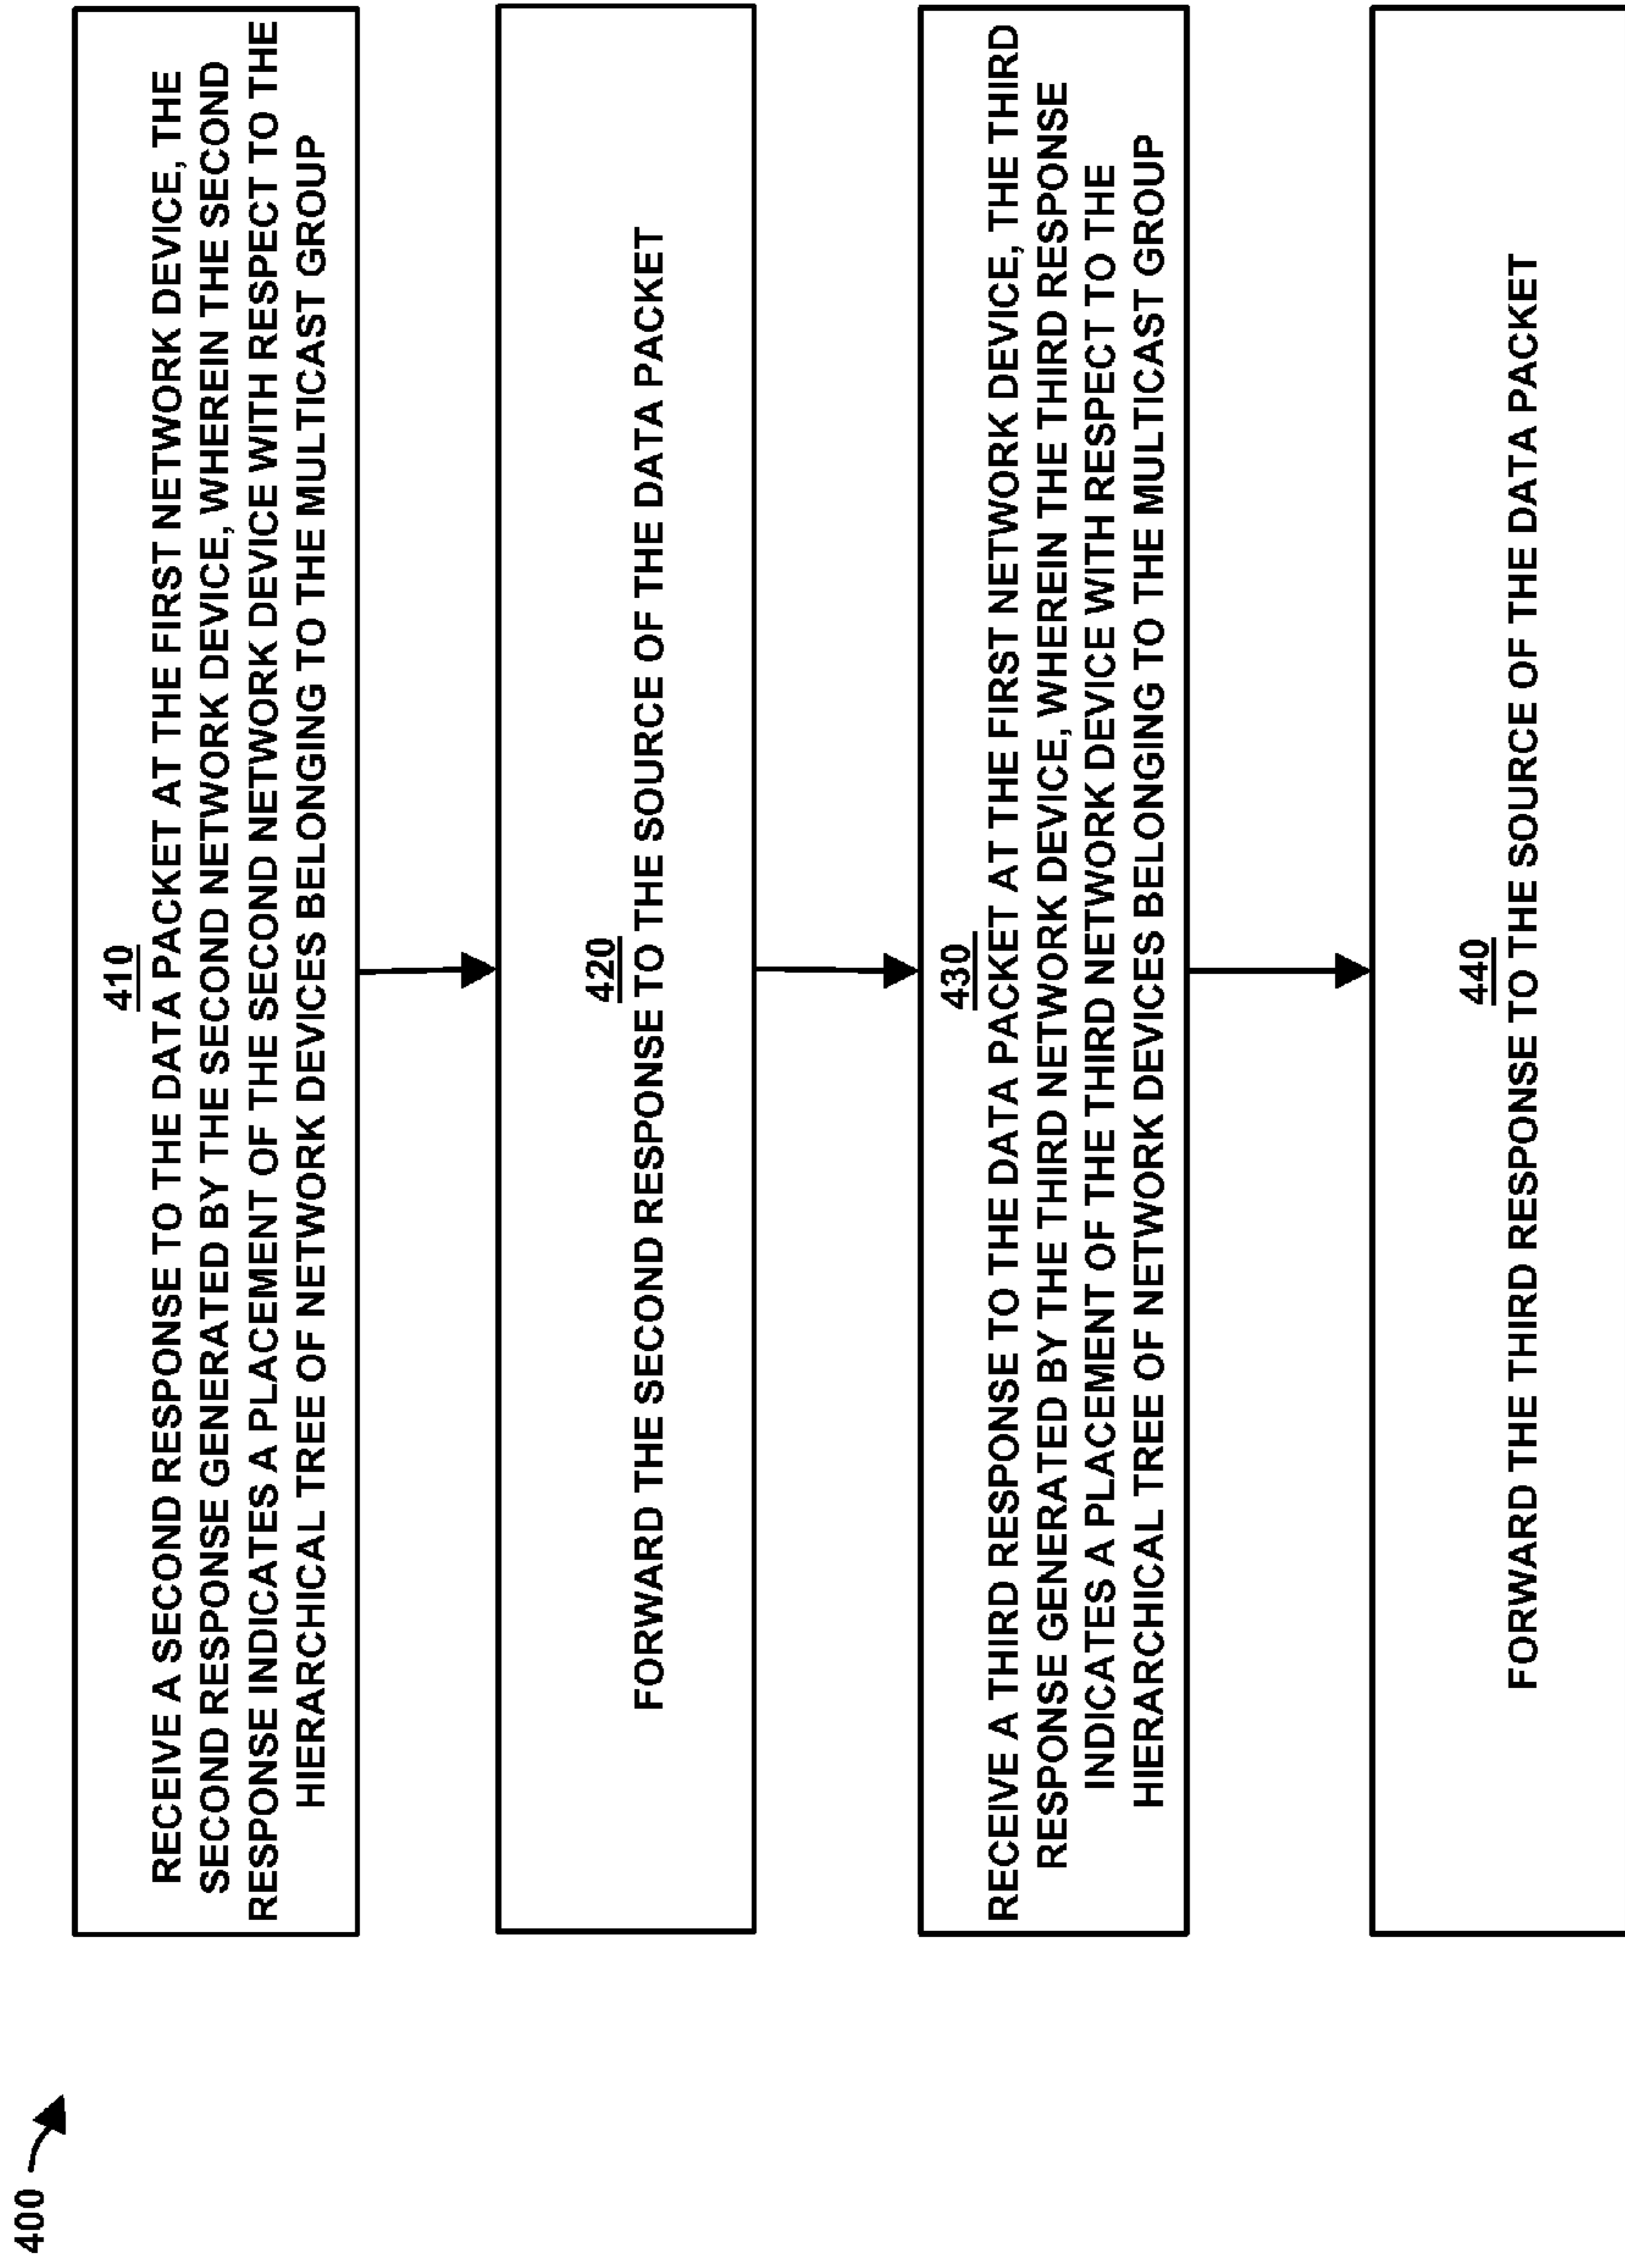 400
410
RECEIVE A SECOND RESPONSE TO THE DATA PACKET AT THE FIRST NETWORK DEVICE, THE
SECOND RESPONSE GENERATED BY THE SECOND NETWORK DEVICE, WHEREIN THE SECOND
RESPONSE INDICATES A PLACEMENT OF THE SECOND NETWORK DEVICE WITH RESPECT TO THE
HIERARCHICAL TREE OF NETWORK DEVICES BELONGING TO THE MULTICAST GROUP
420
FORWARD THE SECOND RESPONSE TO THE SOURCE OF THE DATA PACKET
430
RECEIVE A THIRD RESPONSE TO THE DATA PACKET AT THE FIRST NETWORK DEVICE, THE THIRD
RESPONSE GENERATED BY THE THIRD NETWORK DEVICE, WHEREIN THE THIRD RESPONSE
INDICATES A PLACEMENT OF THE THIRD NETWORK DEVICE WITH RESPECT TO THE
HIERARCHICAL TREE OF NETWORK DEVICES BELONGING TO THE MULTICAST GROUP
440
FORWARD THE THIRD RESPONSE TO THE SOURCE OF THE DATA PACKET